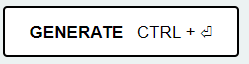 GENERATE CTRL + ⏎